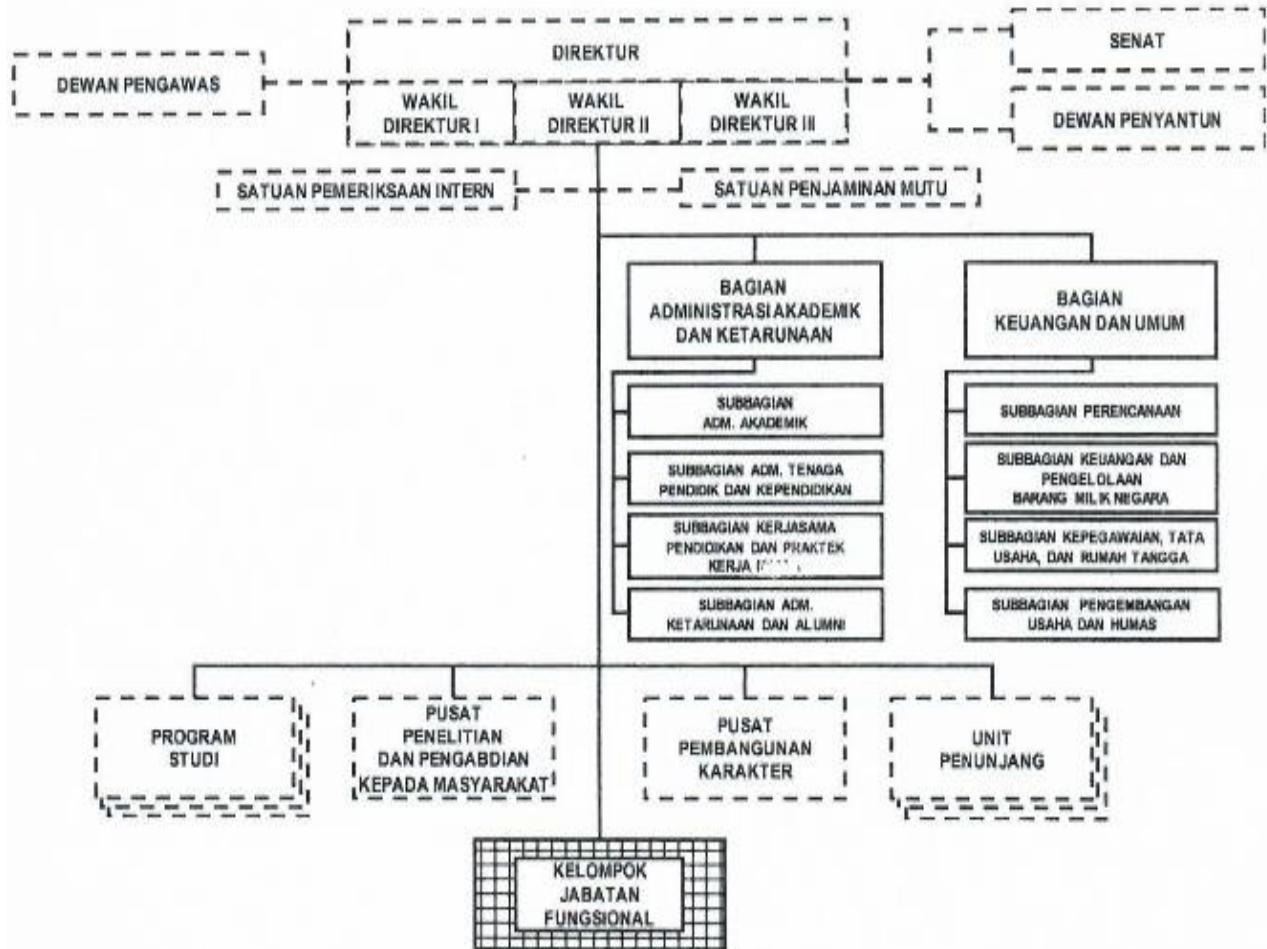 DIREKTUR
SENAT
DEWAN PENGAWAS
WAKIL
DIREKTUR I
WAKIL
DIREKTUR II
WAKIL
DIREKTUR III
DEWAN PENYANTUN
SATUAN PEMERIKSAAN INTERN
SATUAN PENJAMINAN MUTU
BAGIAN
ADMINISTRASI AKADEMIK
DAN KETARUNAAN
BAGIAN
KEUANGAN DAN UMUM
SUBBAGIAN
ADM. AKADEMIK
SUBBAGIAN ADM. TENAGA
PENDIDIK DAN KEPENDIDIKAN
SUBBAGIAN KERJASAMA
PENDIDIKAN DAN PRAKTEK
KERJA
SUBBAGIAN ADM.
KETARUNAAN DAN ALUMNI
SUBBAGIAN PERENCANAAN
SUBBAGIAN KEUANGAN DAN
PENGELOLAAN
BARANG MILIK NEGARA
SUBBAGIAN KEPEGAWAIAN, TATA
USAHA, DAN RUMAH TANGGA
SUBBAGIAN PENGEMBANGAN
USAHA DAN HUMAS
PROGRAM
STUDI
PUSAT
PENELITIAN
DAN PENGABDIAN
KEPADA MASYARAKAT
PUSAT
PEMBANGUNAN
KARAKTER
UNIT
PENUNJANG
KELOMPOK
JABATAN
FUNGSIONAL